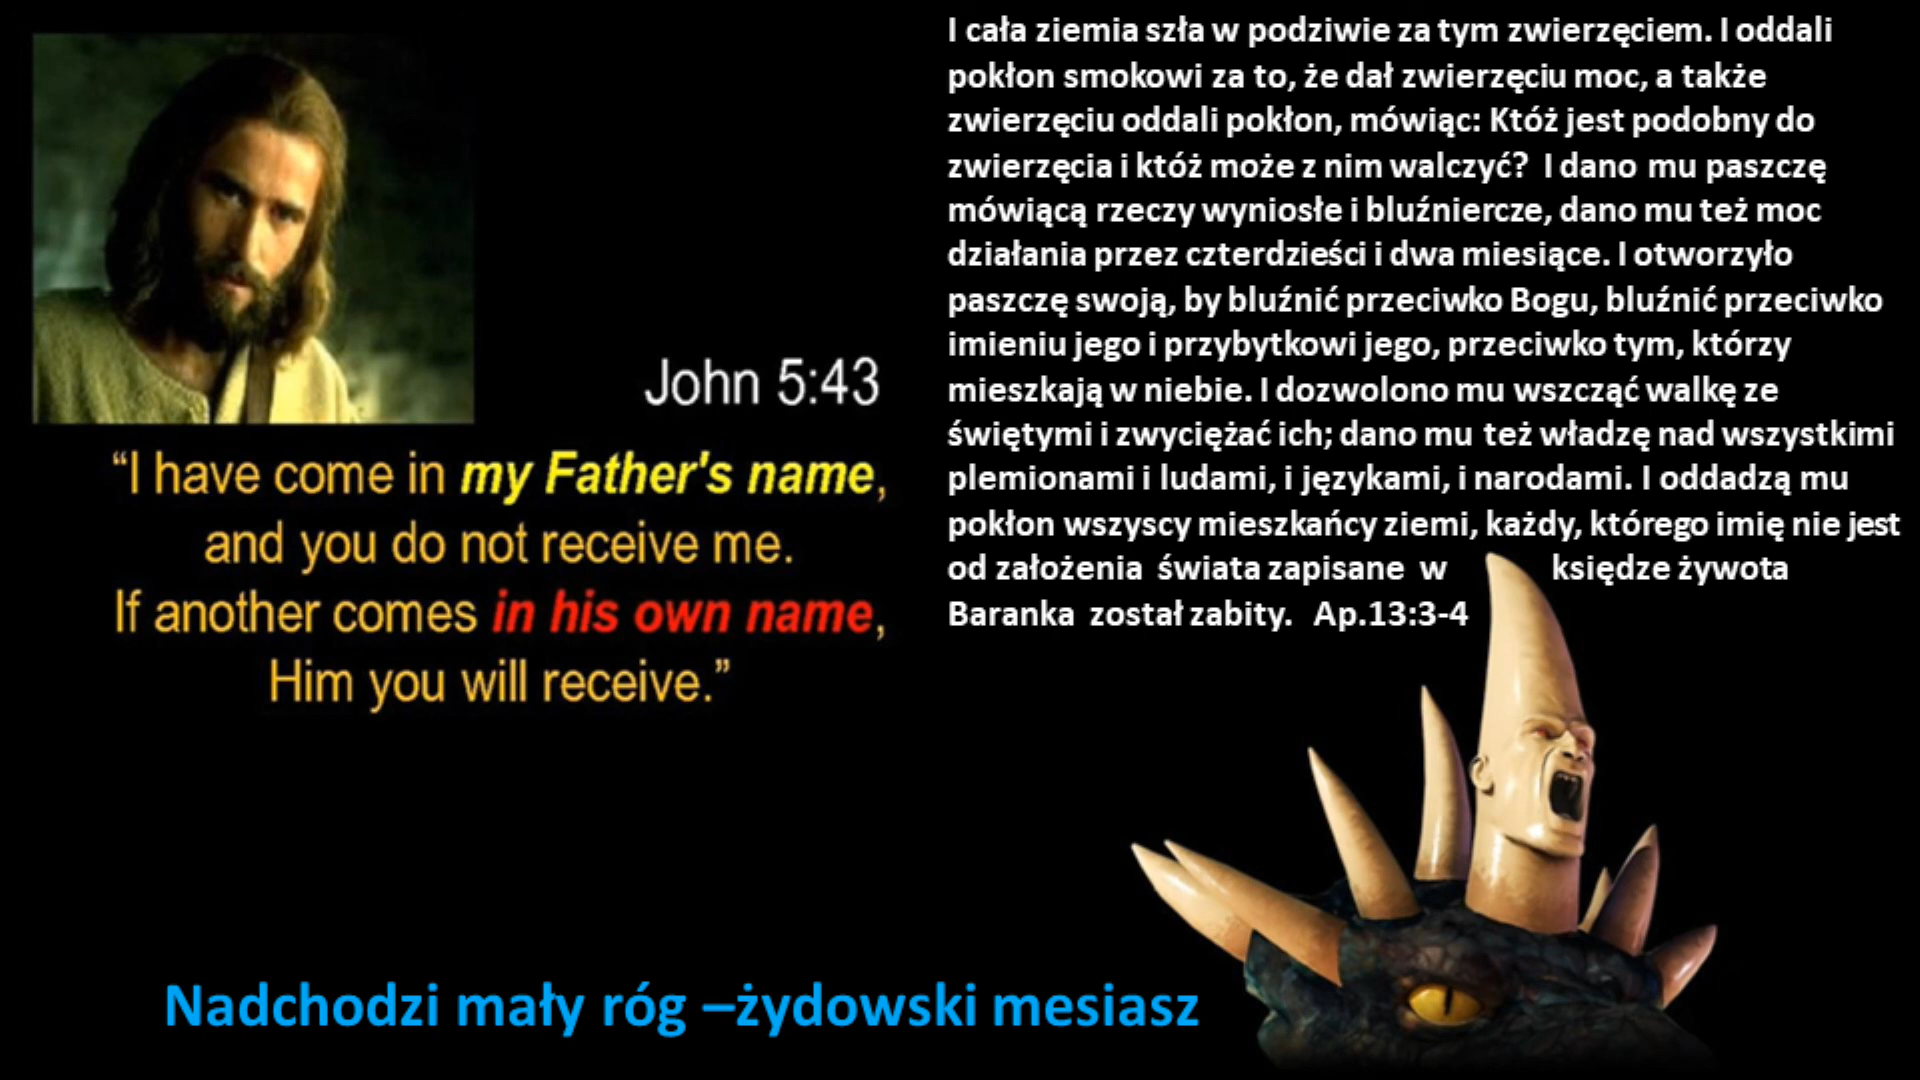 John 5:43
“I have come in my Father's name,
and you do not receive me.
If another comes in his own name,
Him you will receive.”
I cała ziemia szła w podziwie za tym zwierzęciem. I oddali
pokłon smokowi za to, że dał zwierzęciu moc, a także
zwierzęciu oddali pokłon, mówiąc: Któż jest podobny do
zwierzęcia i któż może z nim walczyć? I dano mu paszczę
mówiącą rzeczy wyniosłe i bluźniercze, dano mu też moc
działania przez czterdzieści i dwa miesiące. I otworzyło
paszczę swoją, by bluźnić przeciwko Bogu, bluźnić przeciwko
imieniu jego i przybytkowi jego, przeciwko tym, którzy
mieszkają w niebie. I dozwolono mu wszcząć walkę ze
świętymi i zwyciężać ich; dano mu też władzę nad wszystkimi
plemionami i ludami, i językami, i narodami. I oddadzą mu
pokłon wszyscy mieszkańcy ziemi, każdy, którego imię nie jest
od założenia świata zapisane w księdze żywota
Baranka został zabity. Ap.13:3-4
Nadchodzi mały róg –żydowski mesiasz